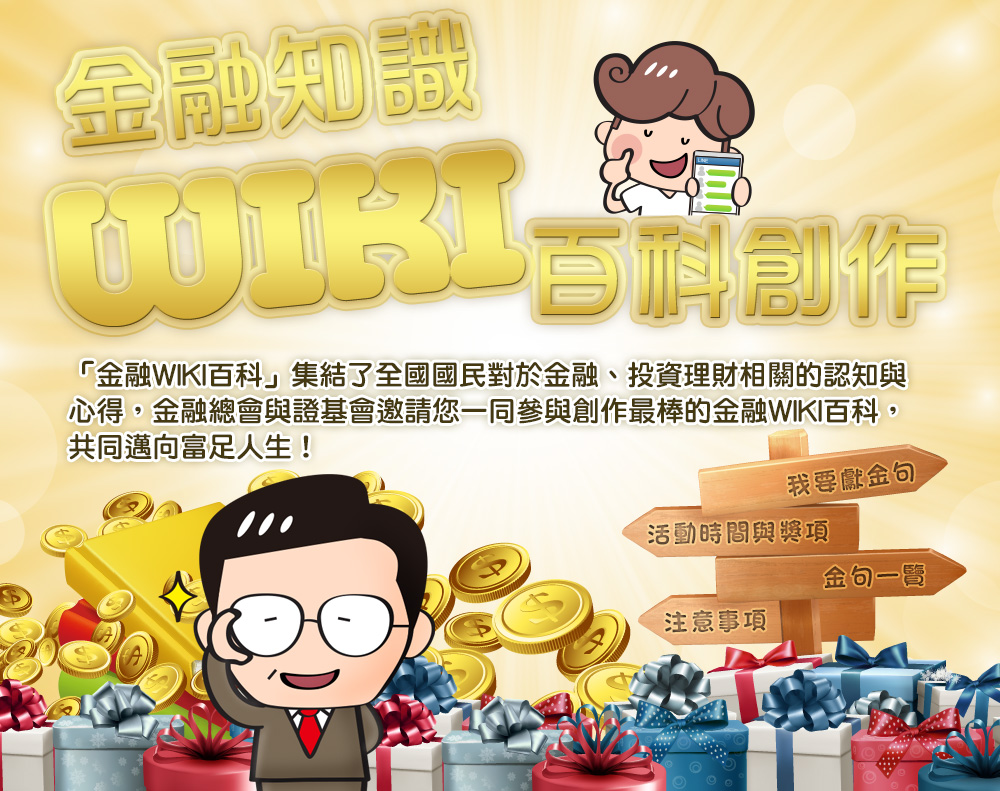 金融知識
WIKI百科創作
「金融WIKI百科」集結了全國國民對於金融、投資理財相關的認知與
心得，金融總會與證基會邀請您一同參與創作最棒的金融WIKI百科，
共同邁向富足人生！
我要獻金句
活動時間與獎項
金句一覽
注意事項
LINE